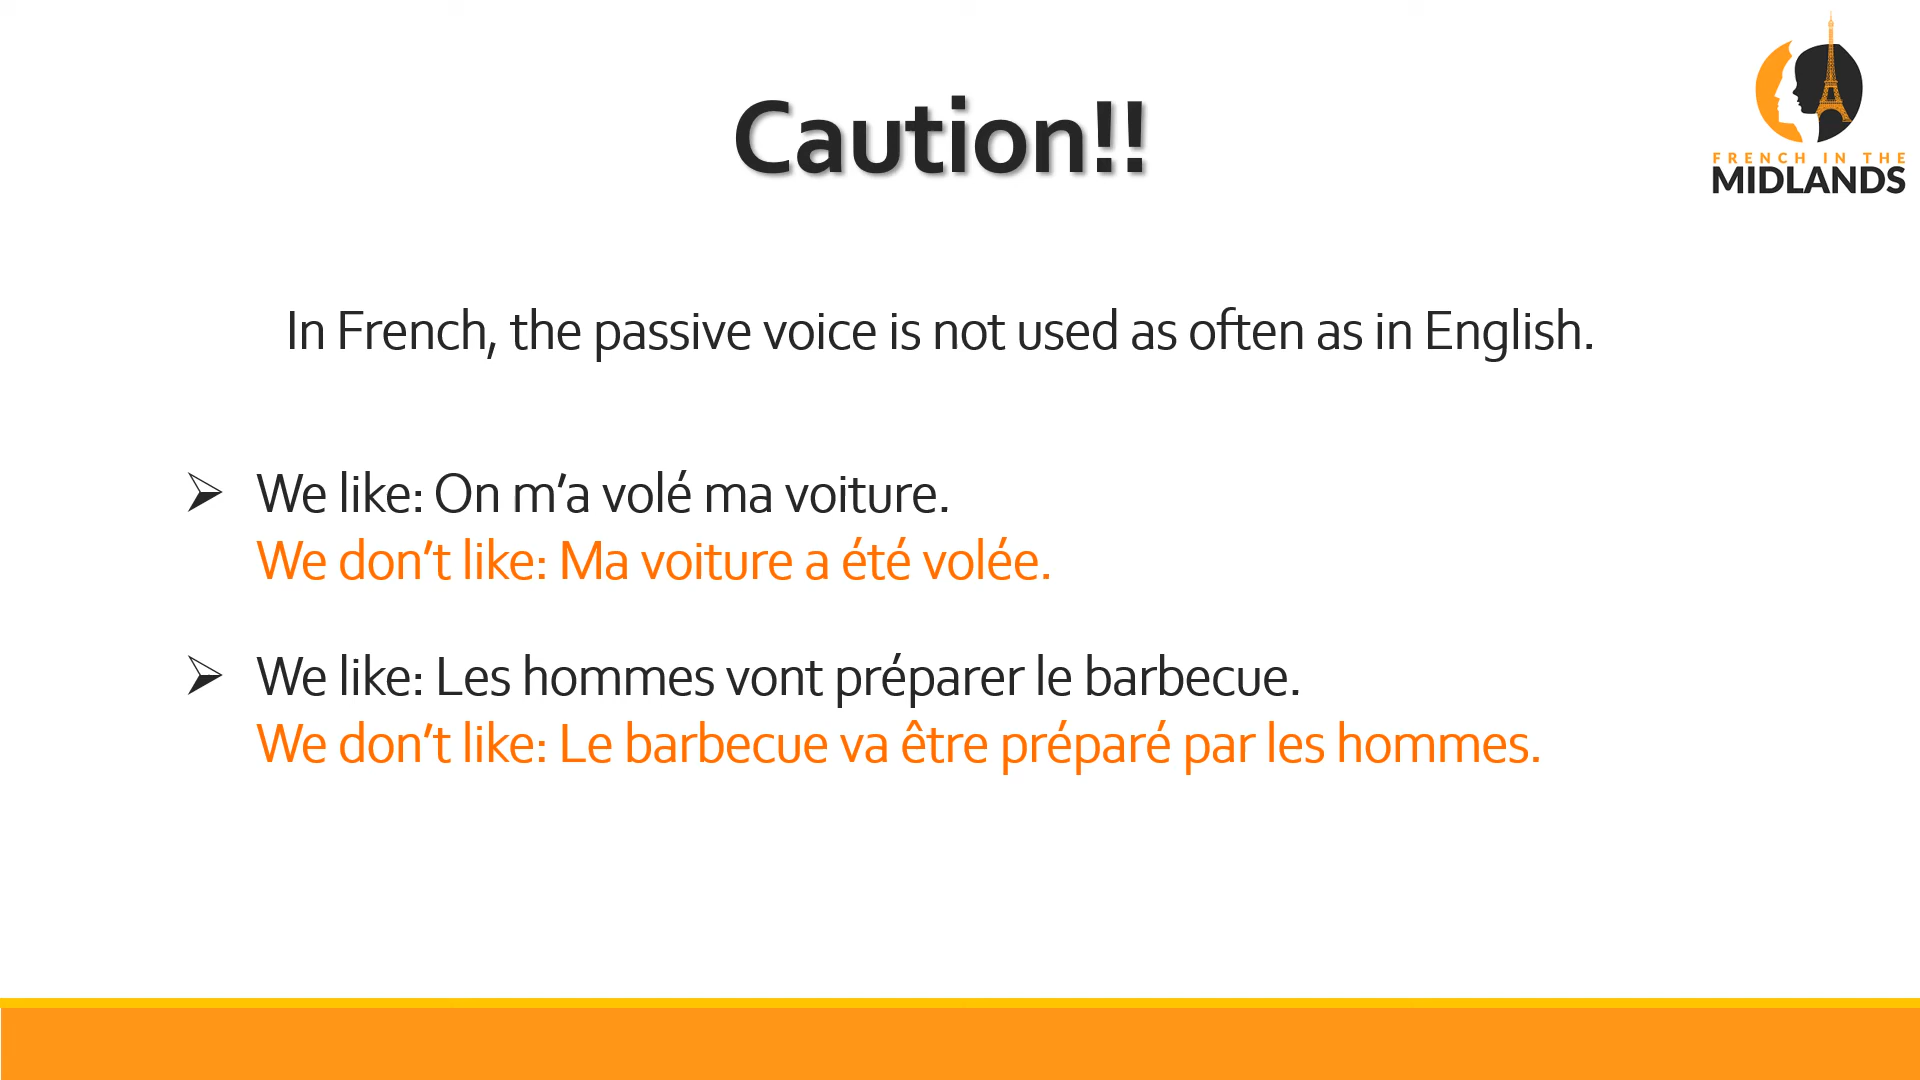 FRENCH IN THE
MIDLANDS
Caution!!
In French, the passive voice is not used as often as in English.
We like: On m’a volé ma voiture.
We don’t like: Ma voiture a été volée.
We like: Les hommes vont préparer le barbecue.
We don’t like: Le barbecue va être préparé par les hommes.